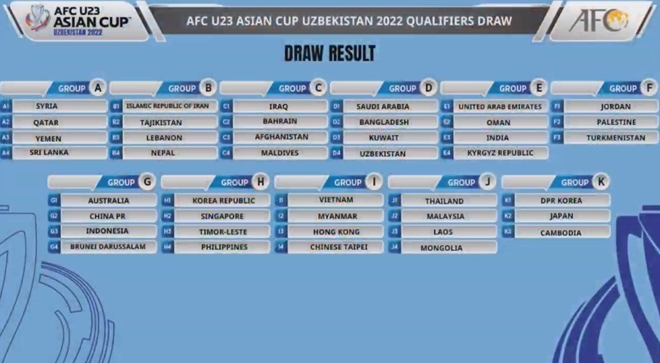 AFC U23
ASIAN CUP
UZBEKISTAN 2022
AFC U23 ASIAN CUP UZBEKISTAN 2022 QUALIFIERS DRAW
AFC
DRAW RESULT
GROUP A
A1 SYRIA
A2 QATAR
A3 YEMEN
A4 SRI LANKA
GROUP B
B1 ISLAMIC REPUBLIC OF IRAN
B2 TAJIKISTAN
B3 LEBANON
B4 NEPAL
GROUP C
C1 IRAQ
C2 BAHRAIN
C3 AFGHANISTAN
C4 MALDIVES
GROUP D
D1 SAUDI ARABIA
D2 BANGLADESH
D3 KUWAIT
D4 UZBEKISTAN
GROUP E
E1 UNITED ARAB EMIRATES
E2 OMAN
E3 INDIA
E4 KYRGYZ REPUBLIC
GROUP F
F1 JORDAN
F2 PALESTINE
F3 TURKMENISTAN
GROUP G
G1 AUSTRALIA
G2 CHINA PR
G3 INDONESIA
G4 BRUNEI DARUSSALAM
GROUP H
H1 KOREA REPUBLIC
H2 SINGAPORE
H3 TIMOR-LESTE
H4 PHILIPPINES
GROUP I
I1 VIETNAM
I2 MYANMAR
I3 HONG KONG
I4 CHINESE TAIPEI
GROUP J
J1 THAILAND
J2 MALAYSIA
J3 LAOS
J4 MONGOLIA
GROUP K
K1 DPR KOREA
K2 JAPAN
K3 CAMBODIA